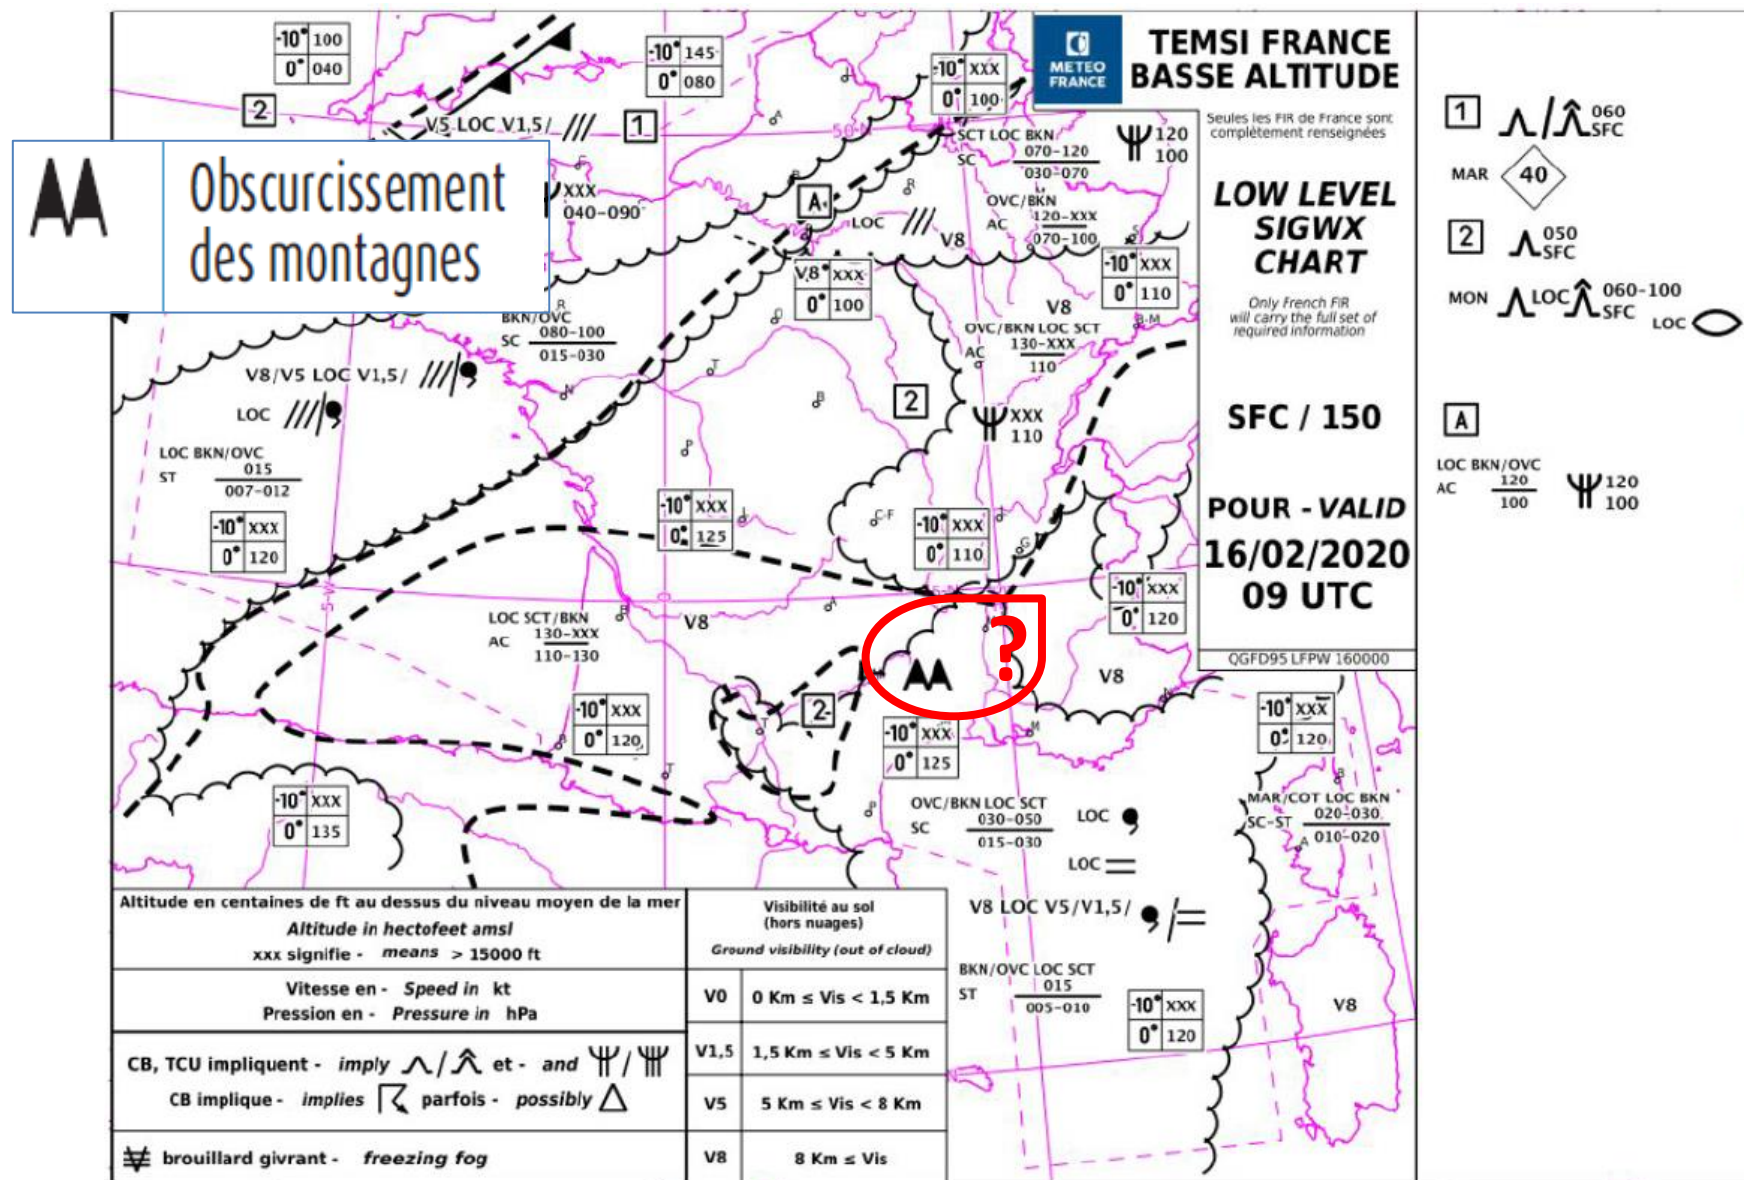 -10° 100
0° 040
-10° 145
0° 080
-10° XXX
0° 100
METEO
FRANCE
TEMSI FRANCE
BASSE ALTITUDE
2
V5 LOC V1,5/
1
50 N
Seules les FIR de France sont
complètement renseignées
SCT LOC BKN
SC 070-120
030-070
120
100
Obscurcissement
des montagnes
XXX
040-090
A
LOC
V8
OVC/BKN
AC 120-XXX
070-100
LOW LEVEL
SIGWX
CHART
Only French FIR
will carry the full set of
required information
V8 XXX
0° 100
-10° XXX
0° 110
V8
B-M
BKN/OVC
SC 080-100
015-030
OVC/BKN LOC SCT
AC 130-XXX
110
V8/V5 LOC V1,5/
LOC
2
XXX
110
SFC / 150
LOC BKN/OVC
ST 015
007-012
-10° XXX
0° 120
-10° XXX
0° 125
C-F
-10° XXX
0° 110
POUR - VALID
16/02/2020
09 UTC
5 W
0
-10° XXX
0° 120
LOC SCT/BKN
AC 130-XXX
110-130
V8
?
V8
QGFD95 LFPW 160000
2
-10° XXX
0° 120
-10° XXX
0° 125
-10° XXX
0° 120
-10° XXX
0° 135
OVC/BKN LOC SCT
SC 030-050
015-030
LOC
LOC
MAR/COT LOC BKN
SC-ST 020-030
010-020
V8 LOC V5/V1,5/
BKN/OVC LOC SCT
ST 015
005-010
-10° XXX
0° 120
V8
1
060
SFC
MAR 40
2
050
SFC
MON LOC 060-100
SFC LOC
A
LOC BKN/OVC
AC 120
100
120
100
Altitude en centaines de ft au dessus du niveau moyen de la mer
Altitude in hectofeet amsl
xxx signifie - means > 15000 ft
Vitesse en - Speed in kt
Pression en - Pressure in hPa
CB, TCU impliquent - imply / et - and /
CB implique - implies parfois - possibly
brouillard givrant - freezing fog
Visibilité au sol
(hors nuages)
Ground visibility (out of cloud)
V0 0 Km ≤ Vis < 1,5 Km
V1,5 1,5 Km ≤ Vis < 5 Km
V5 5 Km ≤ Vis < 8 Km
V8 8 Km ≤ Vis